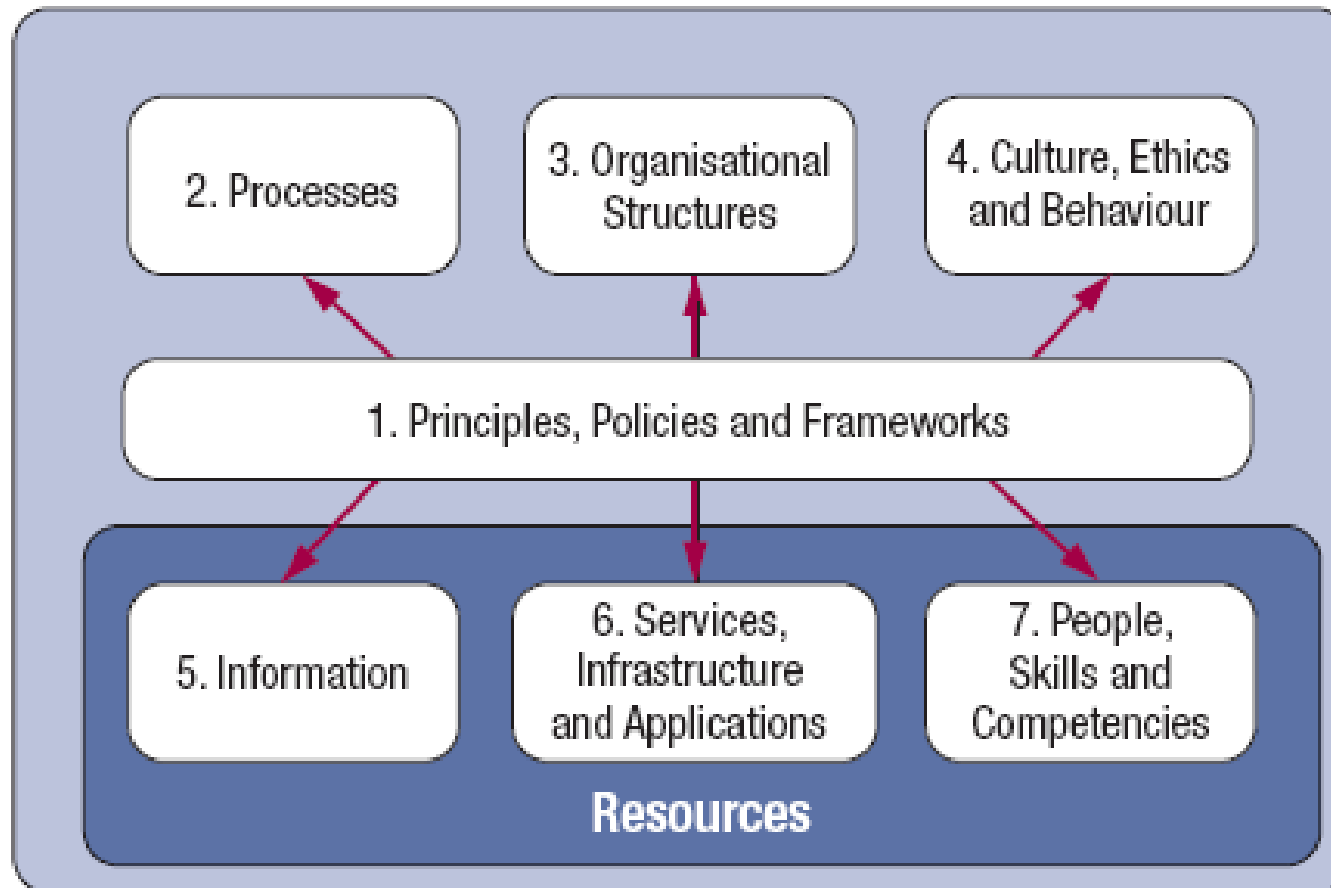 2. Processes
3. Organisational
Structures
4. Culture, Ethics
and Behaviour
1. Principles, Policies and Frameworks
5. Information
6. Services,
Infrastructure
and Applications
7. People,
Skills and
Competencies
Resources